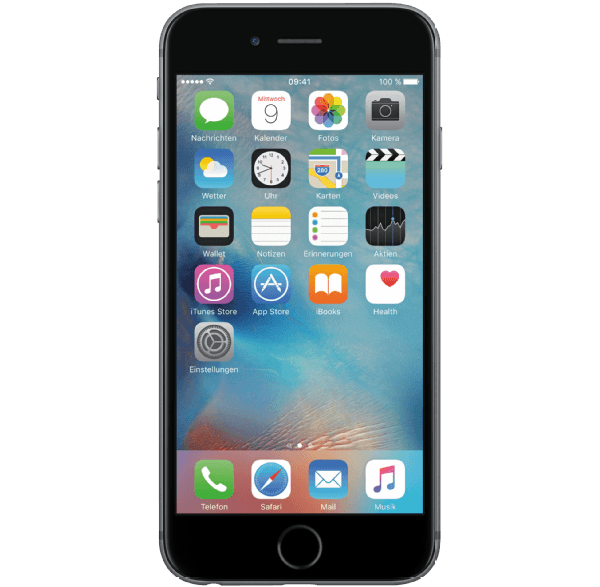 09:41 100 %
Mittwoch
9
Nachrichten Kalender Fotos Kamera
280
Wetter Uhr Karten Videos
Wallet Notizen Erinnerungen Aktien
iTunes Store App Store iBooks Health
Einstellungen
Telefon Safari Mail Musik